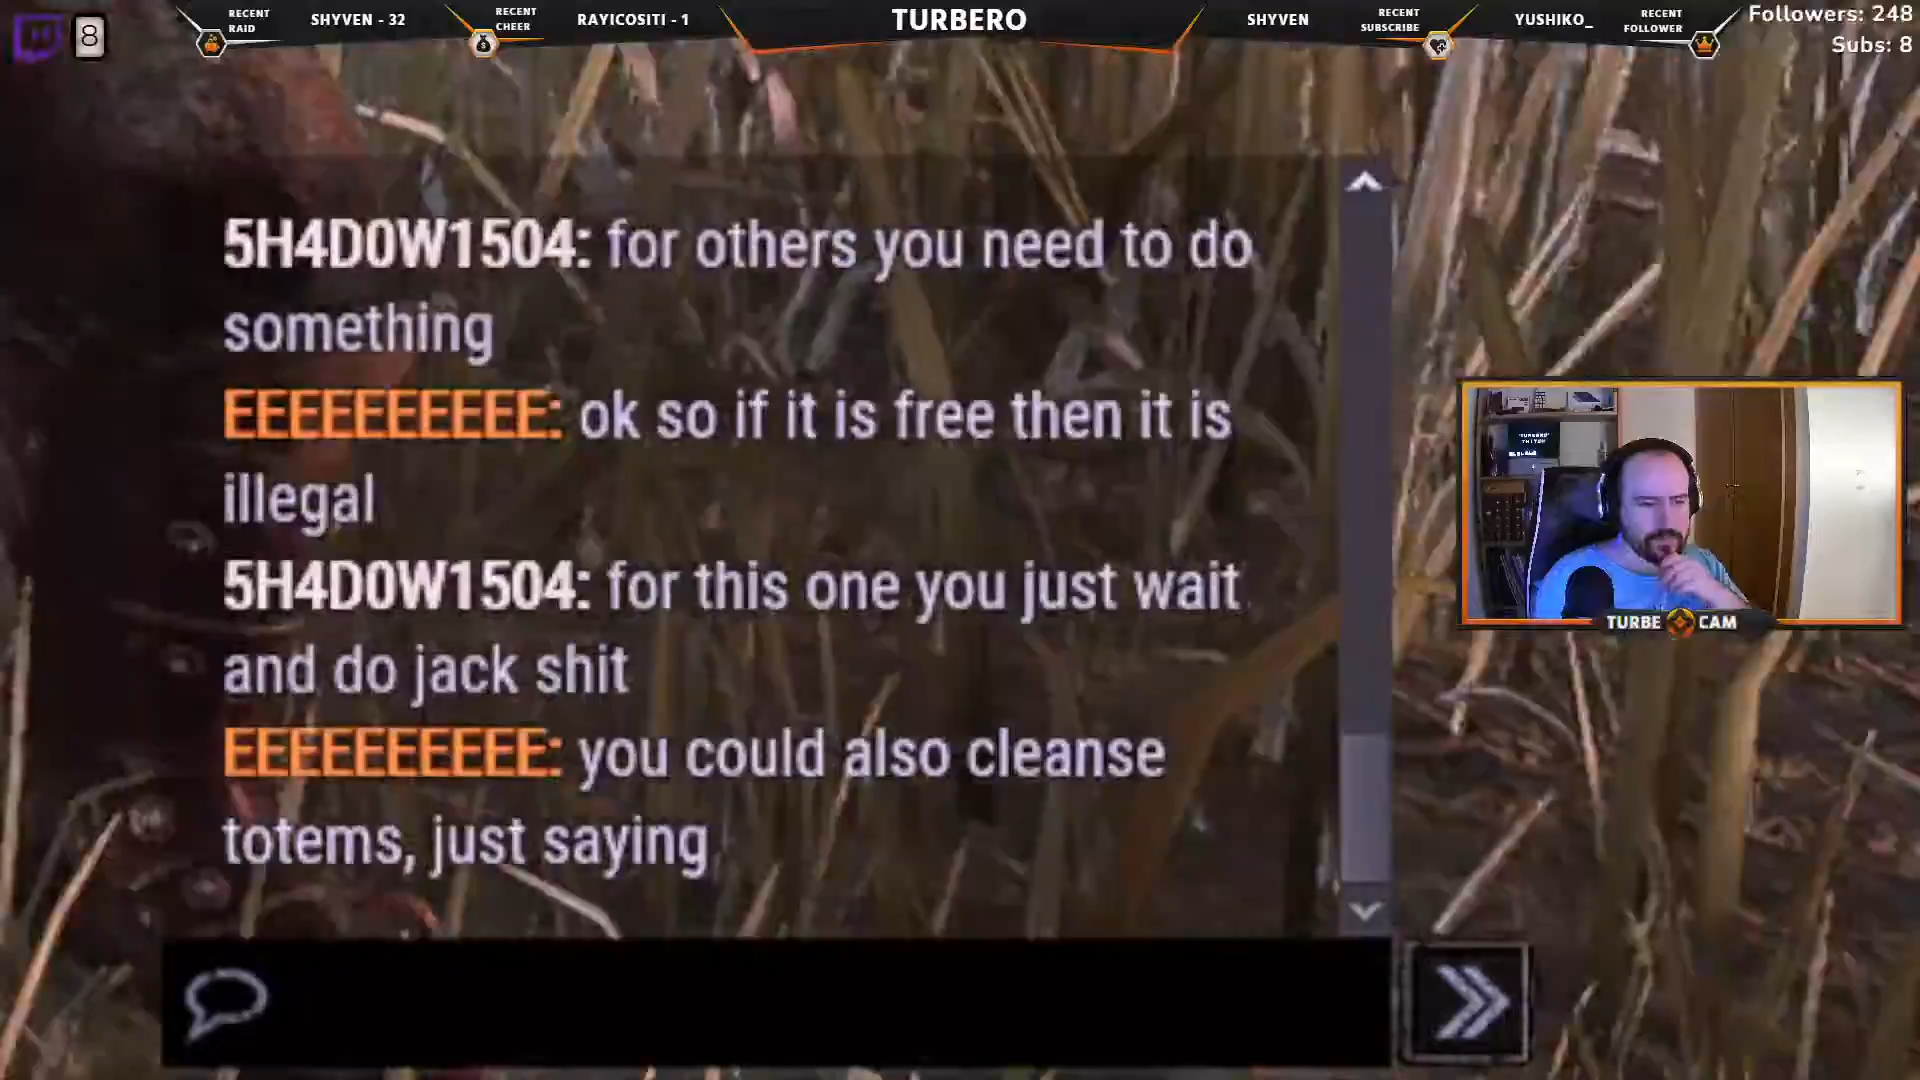 8
RECENT
RAID
SHYVEN - 32
RECENT
CHEER
RAYICOSITI - 1
TURBERO
SHYVEN
RECENT
SUBSCRIBE
YUSHIKO_
RECENT
FOLLOWER
Followers: 248
Subs: 8
5H4D0W1504: for others you need to do
something
EEEEEEEEEE: ok so if it is free then it is
illegal
5H4D0W1504: for this one you just wait
and do jack shit
EEEEEEEEEE: you could also cleanse
totems, just saying
TURBE CAM